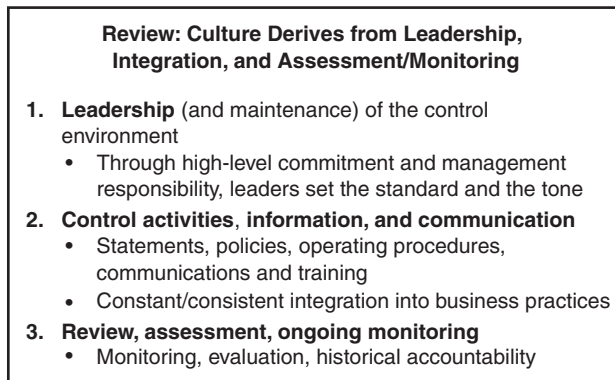 Review: Culture Derives from Leadership,
Integration, and Assessment/Monitoring
1. Leadership (and maintenance) of the control
environment
• Through high-level commitment and management
responsibility, leaders set the standard and the tone
2. Control activities, information, and communication
• Statements, policies, operating procedures,
communications and training
• Constant/consistent integration into business practices
3. Review, assessment, ongoing monitoring
• Monitoring, evaluation, historical accountability